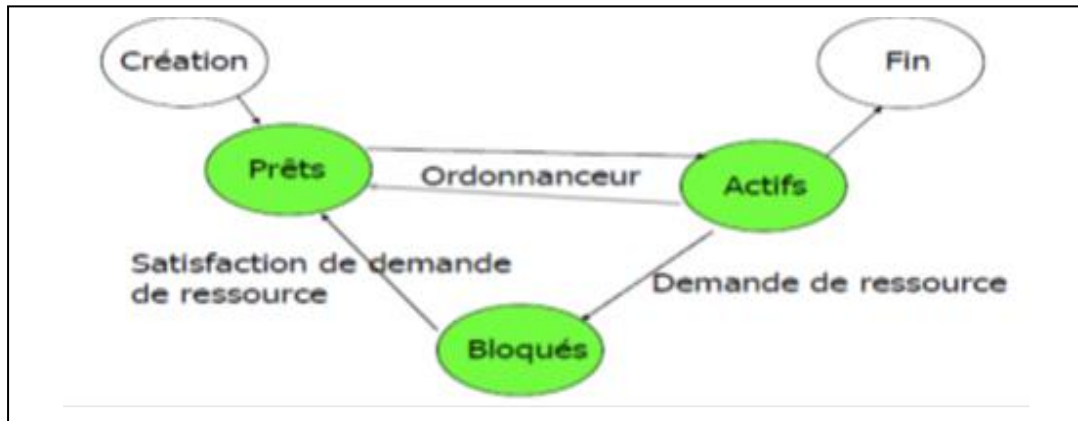 Création
Fin
Prêts
Ordonnanceur
Actifs
Satisfaction de demande
de ressource
Demande de ressource
Bloqués